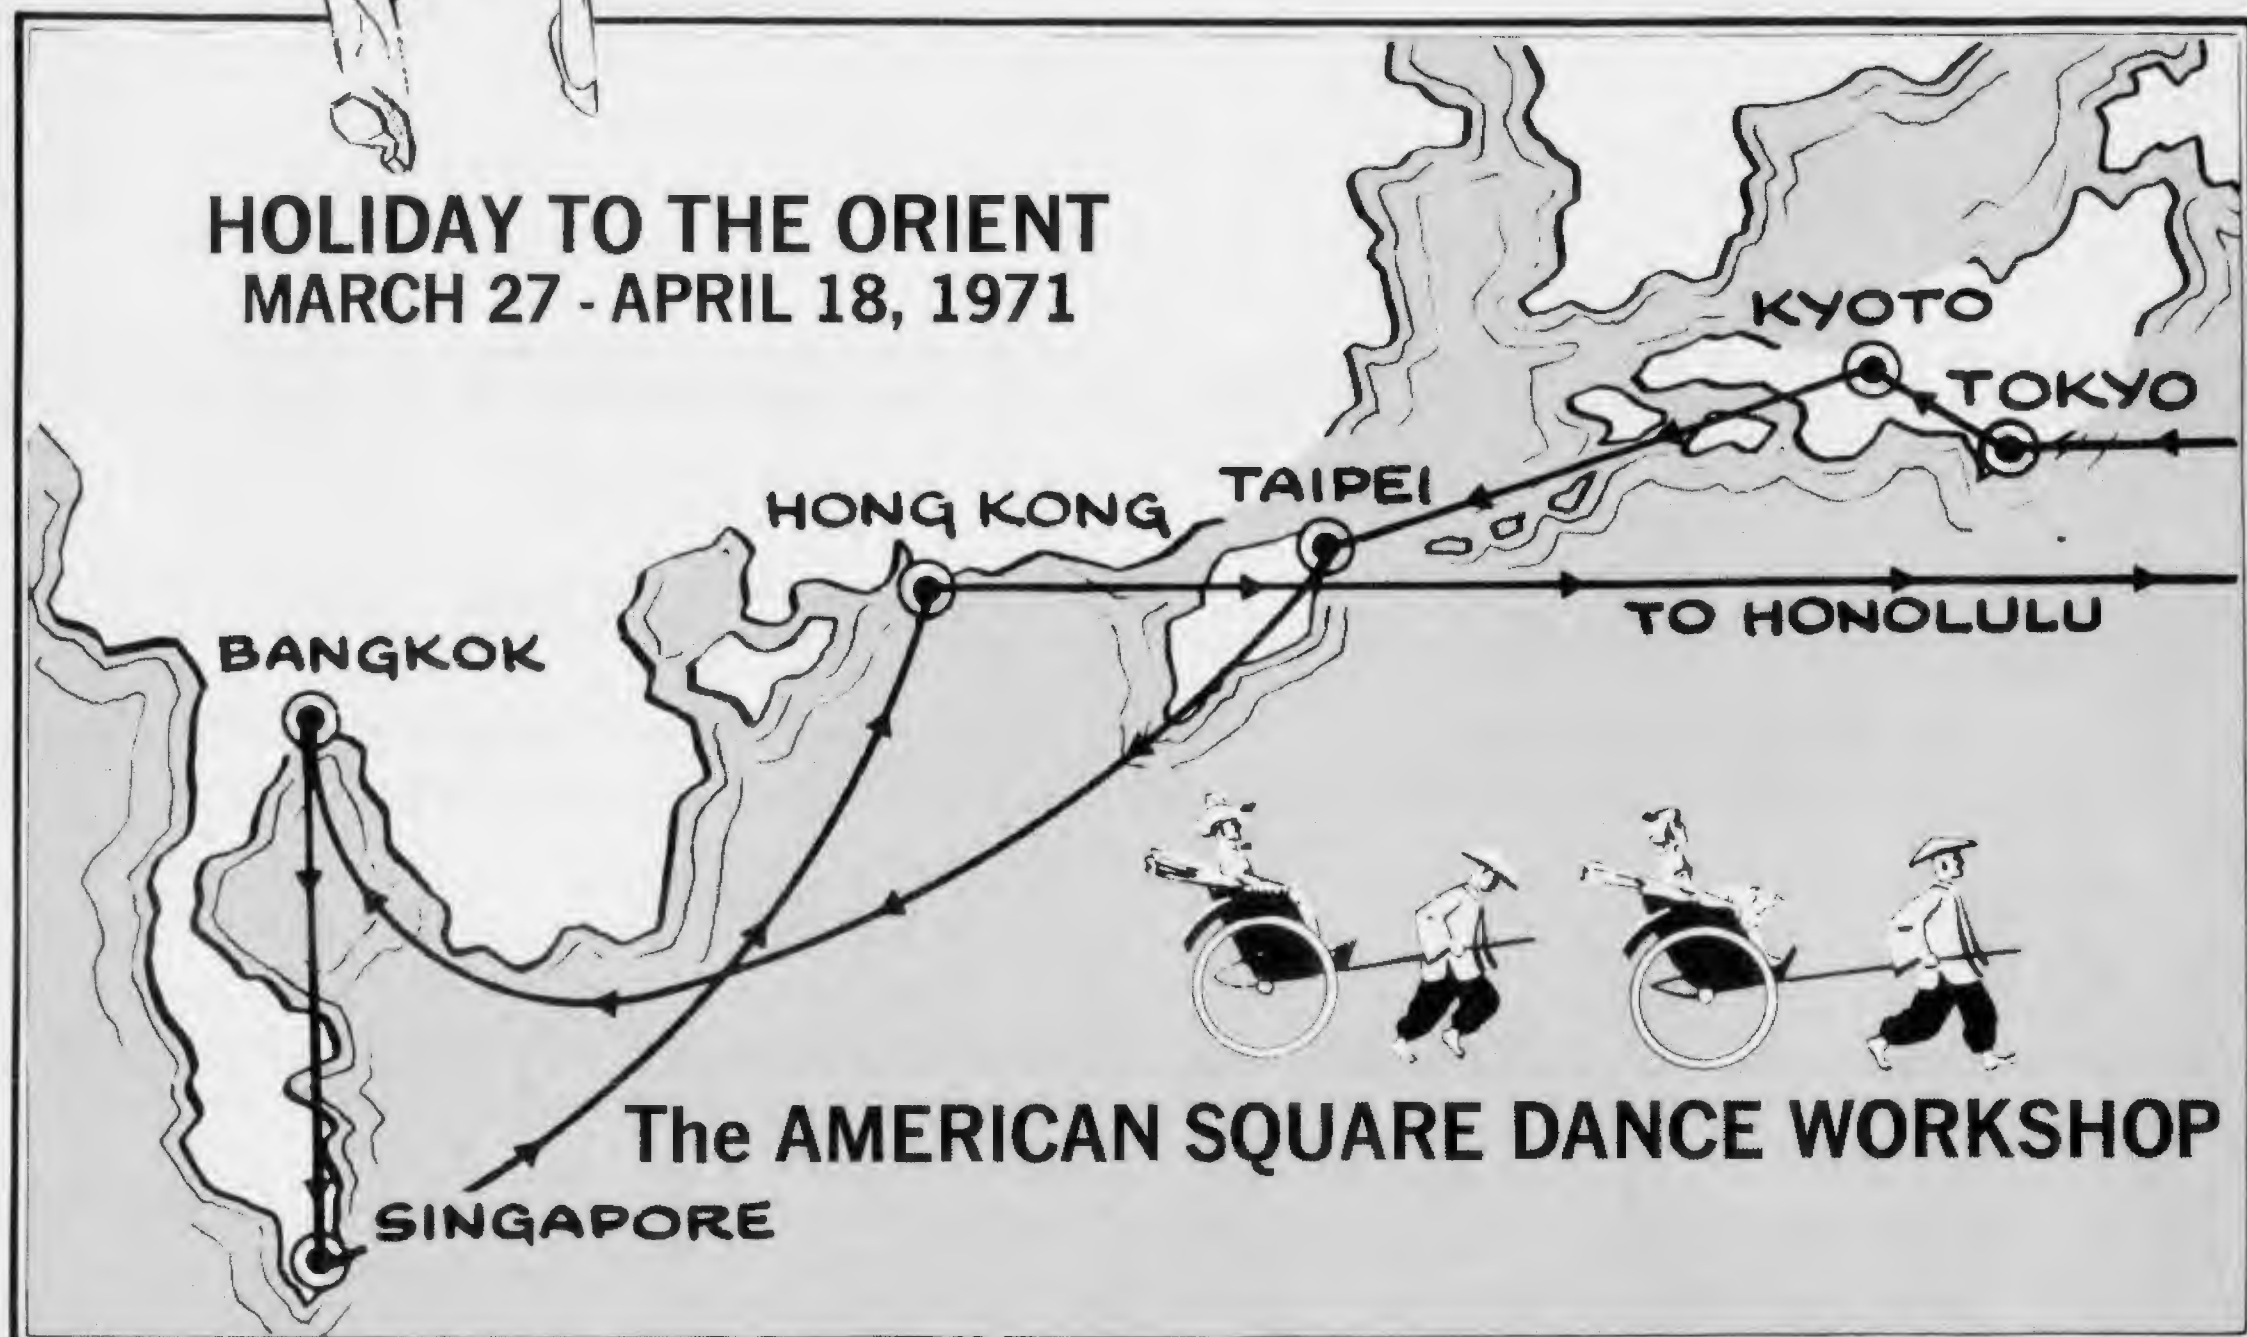 HOLIDAY TO THE ORIENT
MARCH 27 - APRIL 18, 1971
KYOTO
TOKYO
TAIPEI
HONG KONG
TO HONOLULU
BANGKOK
The AMERICAN SQUARE DANCE WORKSHOP
SINGAPORE